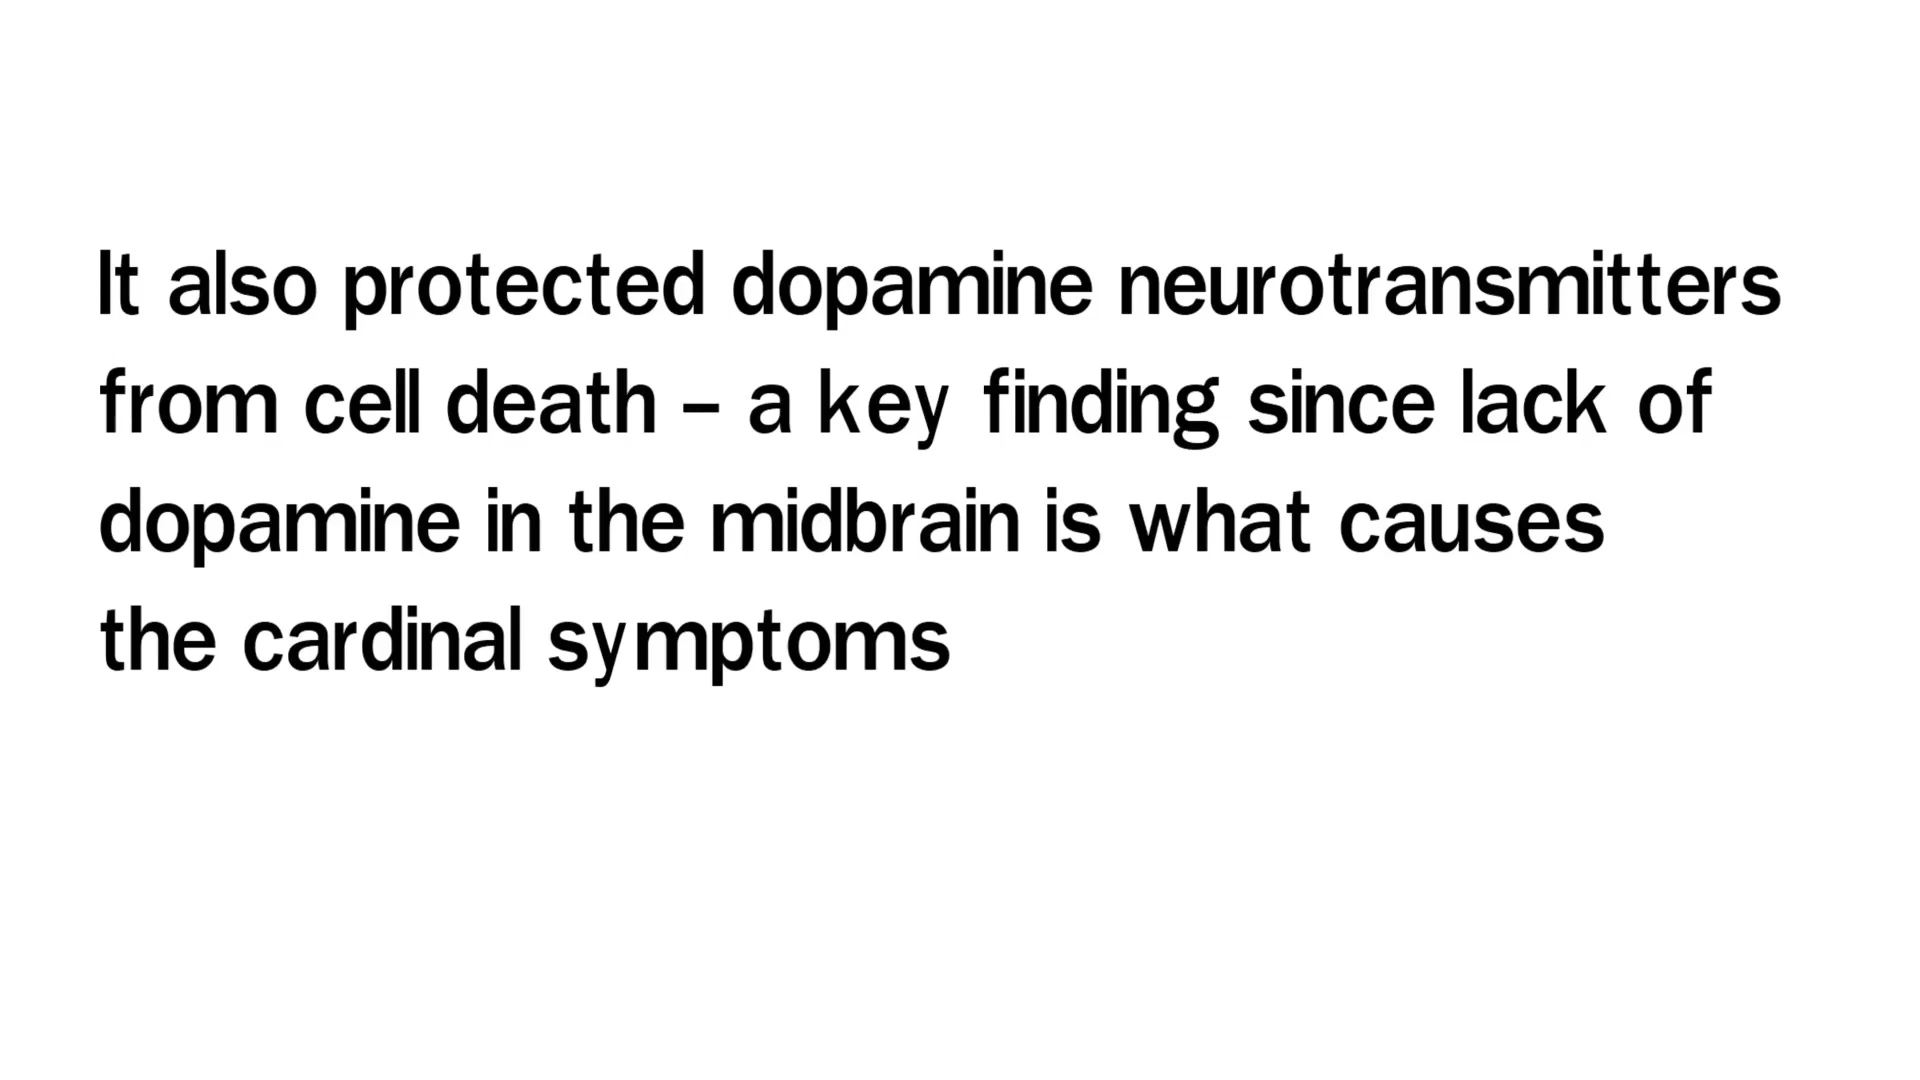 It also protected dopamine neurotransmitters
from cell death – a key finding since lack of
dopamine in the midbrain is what causes
the cardinal symptoms